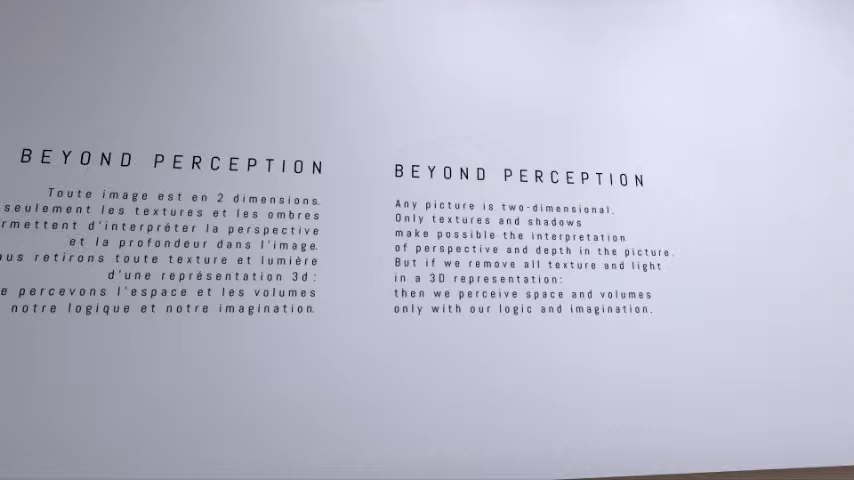 BEYOND PERCEPTION
Toute image est en 2 dimensions.
seulement les textures et les ombres
la perspective
et la profondeur dans l'image.
retirons toute texture et lumière
d'une représentation 3d:
percevons l'espace et les volumes
notre logique et notre imagination.
BEYOND PERCEPTION
Any picture is two-dimensional.
Only textures and shadows
make possible the interpretation
of perspective and depth in the picture.
But if we remove all texture and light
in a 3D representation:
then we perceive space and volumes
only with our logic and imagination.